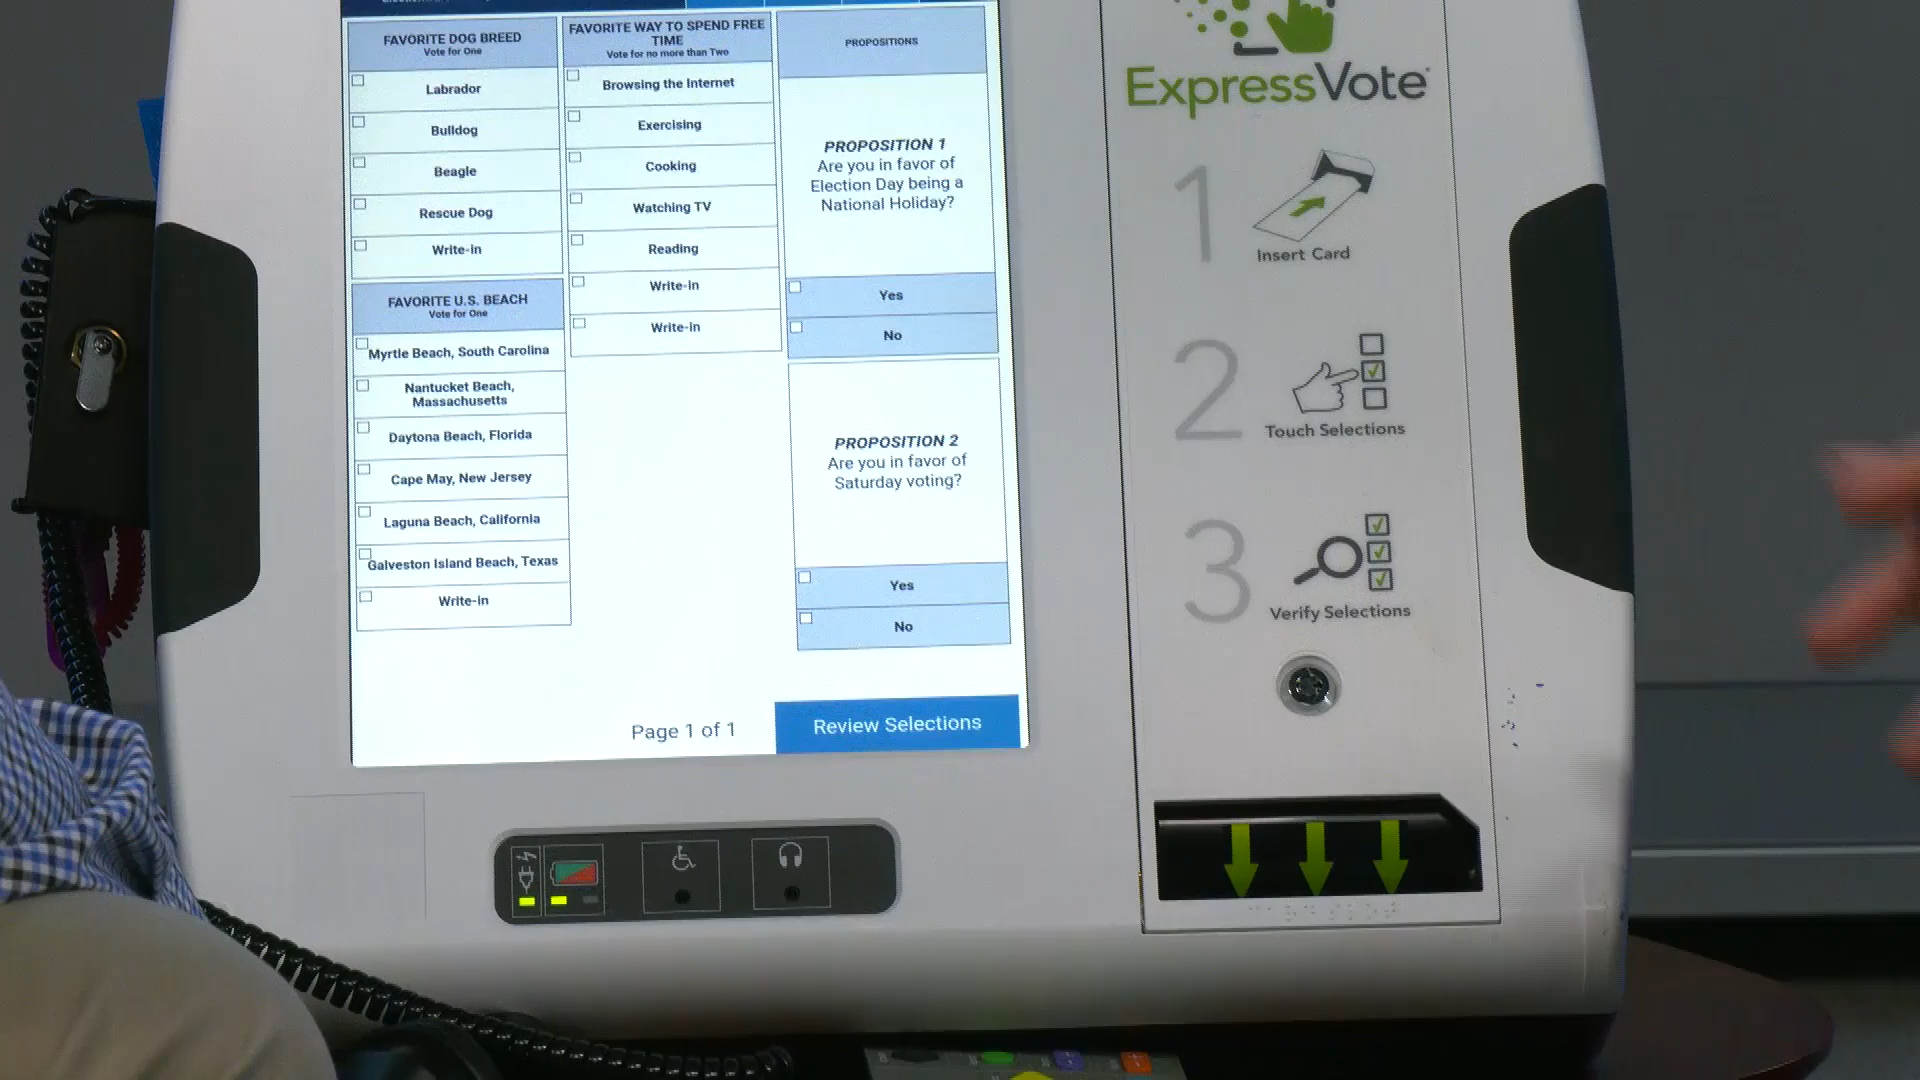 FAVORITE DOG BREED
Vote for One
Labrador
Bulldog
Beagle
Rescue Dog
Write-in
FAVORITE U.S. BEACH
Vote for One
Myrtle Beach, South Carolina
Nantucket Beach,
Massachusetts
Daytona Beach, Florida
Cape May, New Jersey
Laguna Beach, California
Galveston Island Beach, Texas
Write-in
FAVORITE WAY TO SPEND FREE
TIME
Vote for no more than Two
Browsing the Internet
Exercising
Cooking
Watching TV
Reading
Write-in
Write-in
PROPOSITIONS
PROPOSITION 1
Are you in favor of
Election Day being a
National Holiday?
Yes
No
PROPOSITION 2
Are you in favor of
Saturday voting?
Yes
No
Page 1 of 1
Review Selections
ExpressVote
1
Insert Card
2
Touch Selections
3
Verify Selections